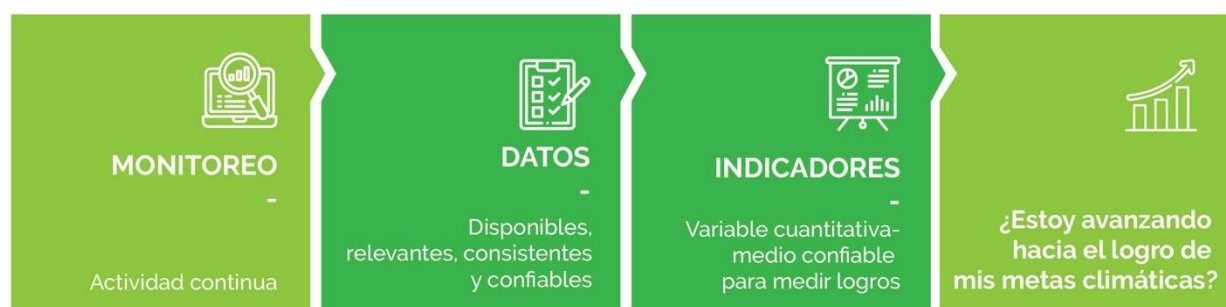 MONITOREO
-
Actividad continua
DATOS
-
Disponibles,
relevantes, consistentes
y confiables
INDICADORES
-
Variable cuantitativa-
medio confiable
para medir logros
¿Estoy avanzando
hacia el logro de
mis metas climáticas?